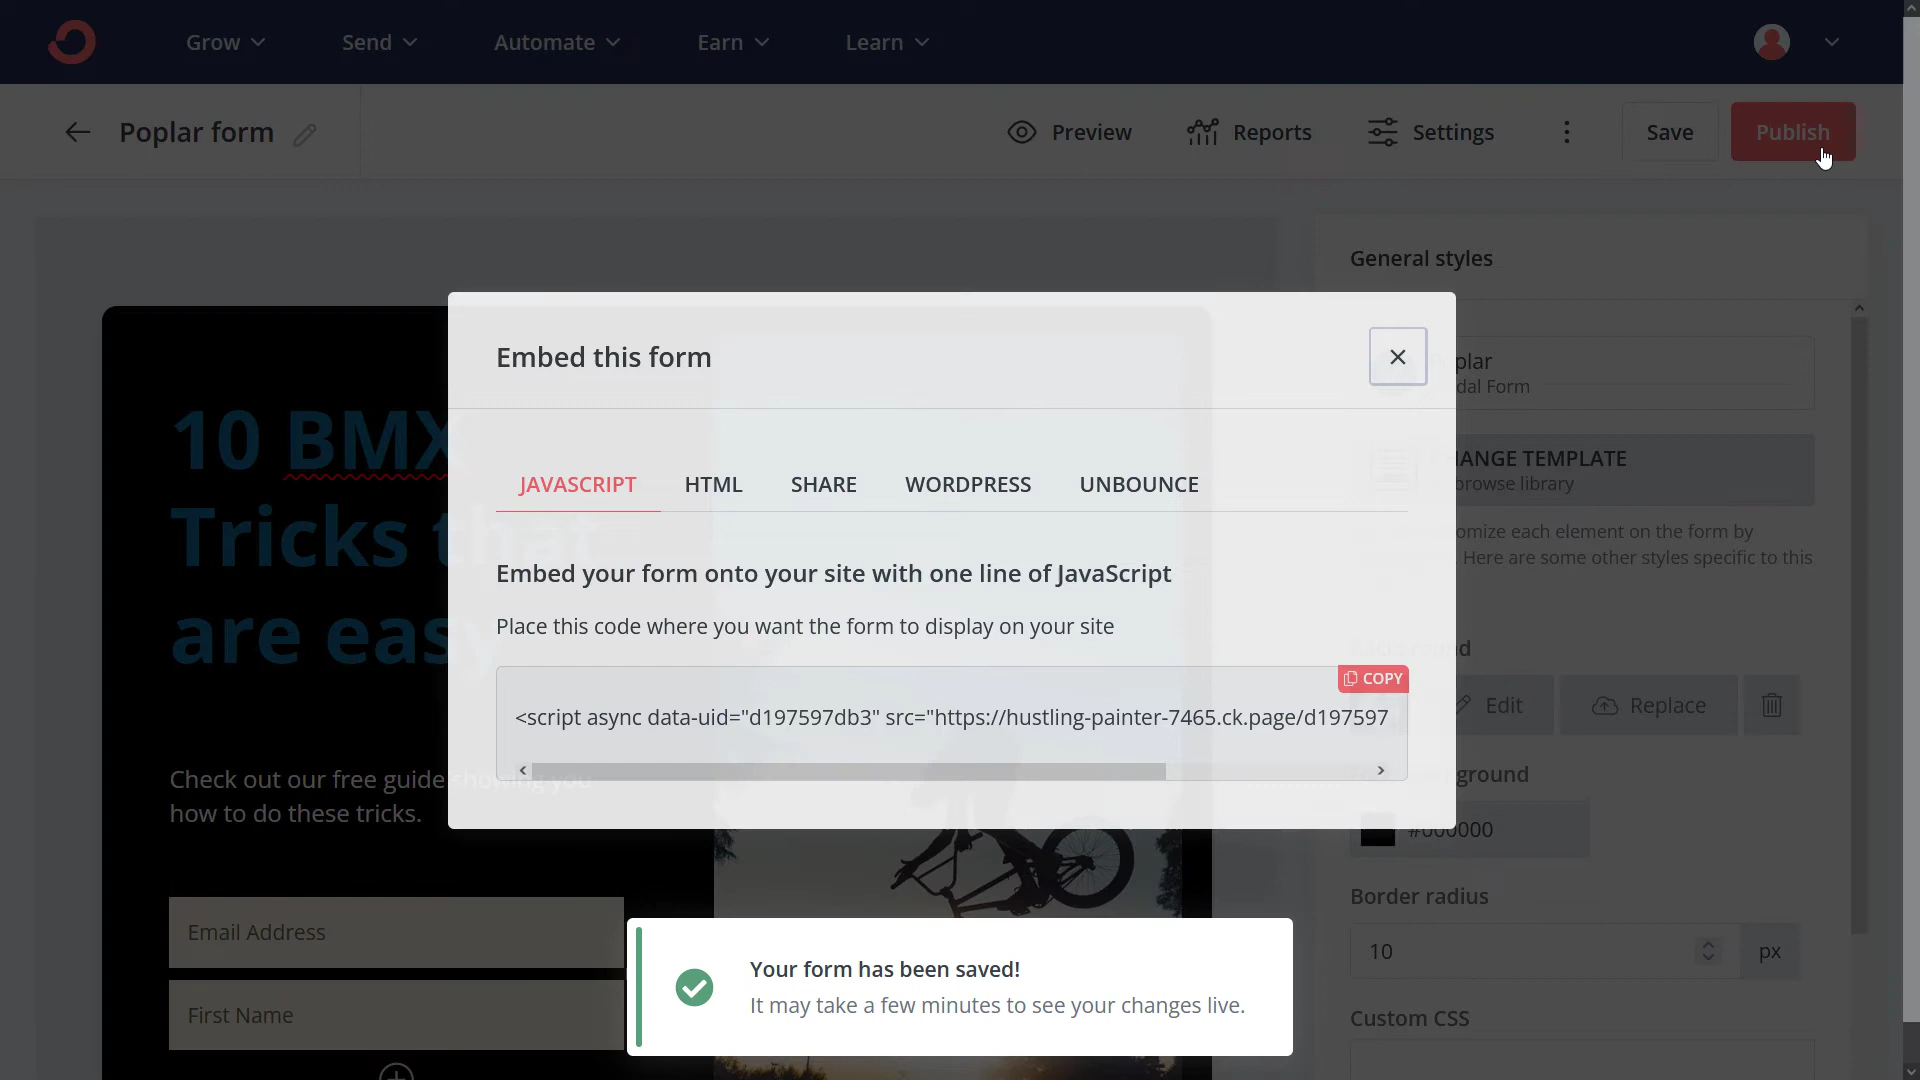 Grow Send Automate Earn Learn
Poplar form
Preview Reports Settings Save Publish
General styles
Embed this form
JAVASCRIPT HTML SHARE WORDPRESS UNBOUNCE
Embed your form onto your site with one line of JavaScript
Place this code where you want the form to display on your site
COPY
<script async data-uid="d197597db3" src="https://hustling-painter-7465.ck.page/d197597
10 BMX
Tricks that
are easy
Check out our free guide showing you
how to do these tricks.
Email Address
First Name
plar
dal Form
HANGE TEMPLATE
browse library
omize each element on the form by
Here are some other styles specific to this
Edit Replace
ground
#000000
Border radius
10 px
Custom CSS
Your form has been saved!
It may take a few minutes to see your changes live.